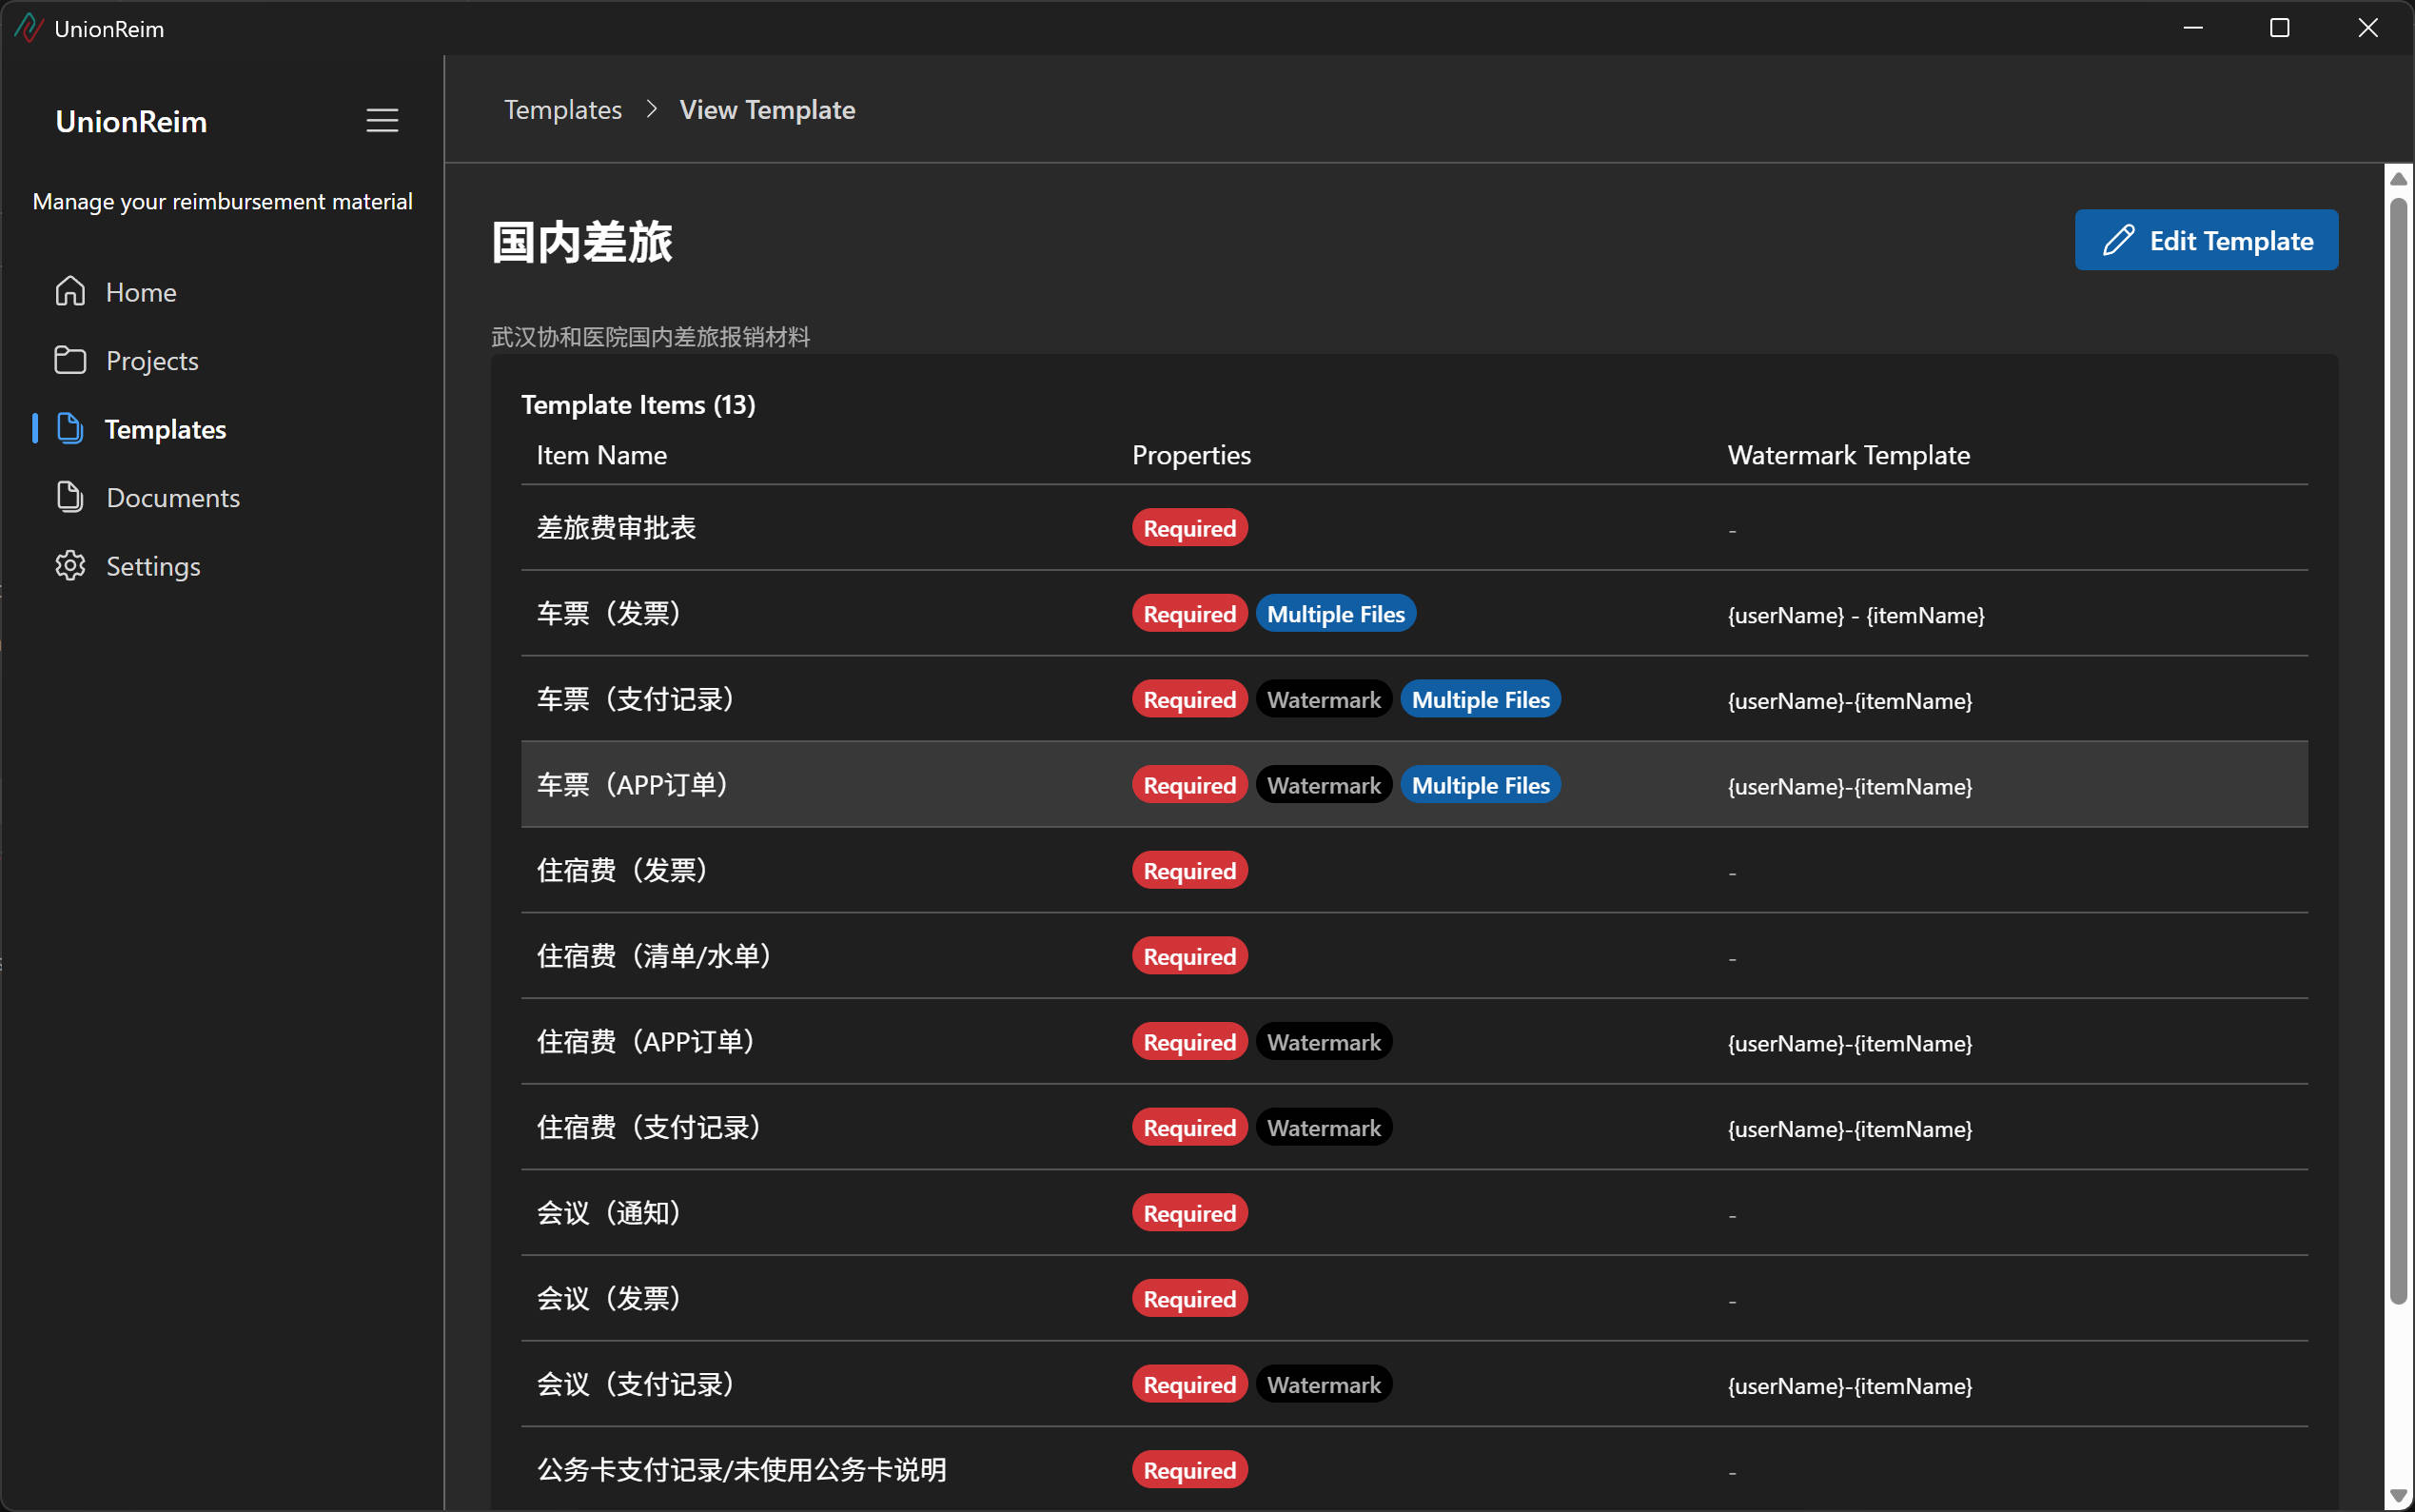 UnionReim
UnionReim
Manage your reimbursement material
Home
Projects
Templates
Documents
Settings
Templates > View Template
国内差旅
Edit Template
武汉协和医院国内差旅报销材料
Template Items (13)
Item Name Properties Watermark Template
差旅费审批表 Required -
车票（发票） Required Multiple Files {userName} - {itemName}
车票（支付记录） Required Watermark Multiple Files {userName}-{itemName}
车票（APP订单） Required Watermark Multiple Files {userName}-{itemName}
住宿费（发票） Required -
住宿费（清单/水单） Required -
住宿费（APP订单） Required Watermark {userName}-{itemName}
住宿费（支付记录） Required Watermark {userName}-{itemName}
会议（通知） Required -
会议（发票） Required -
会议（支付记录） Required Watermark {userName}-{itemName}
公务卡支付记录/未使用公务卡说明 Required -